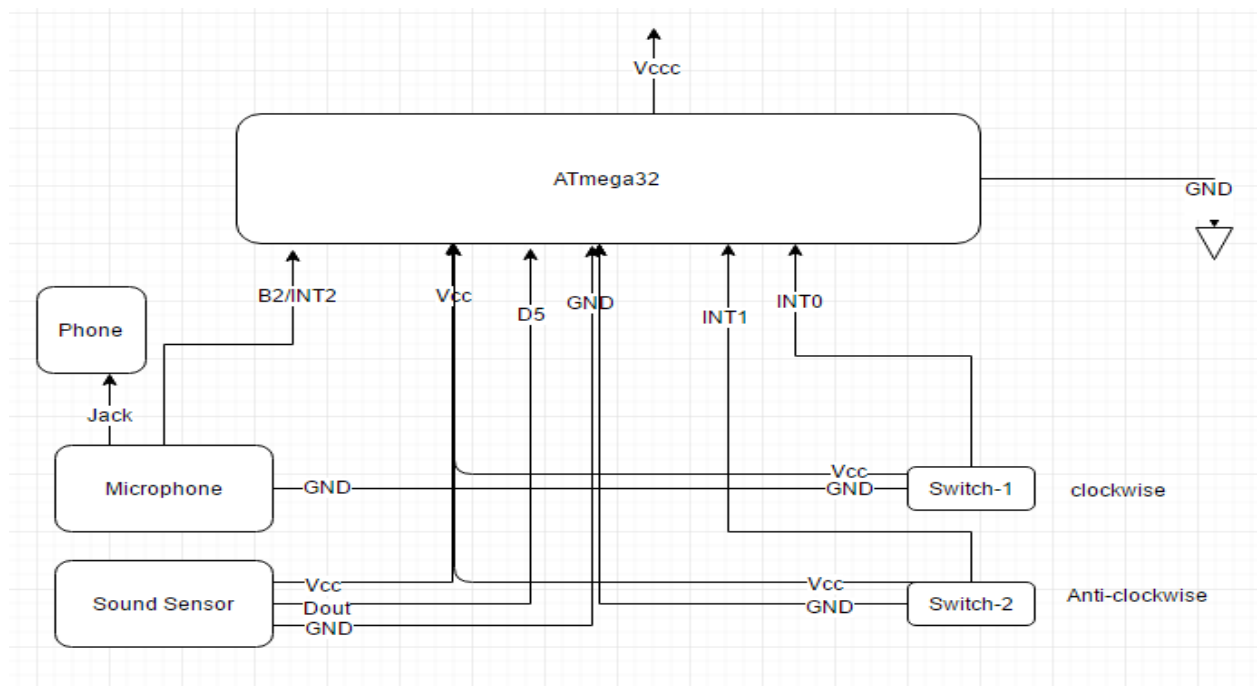 Vccc
ATmega32
GND
B2/INT2
Vcc
D5
GND
INT1
INT0
Phone
Jack
Microphone
GND
Vcc
GND
Switch-1
clockwise
Sound Sensor
Vcc
Dout
GND
Vcc
GND
Switch-2
Anti-clockwise